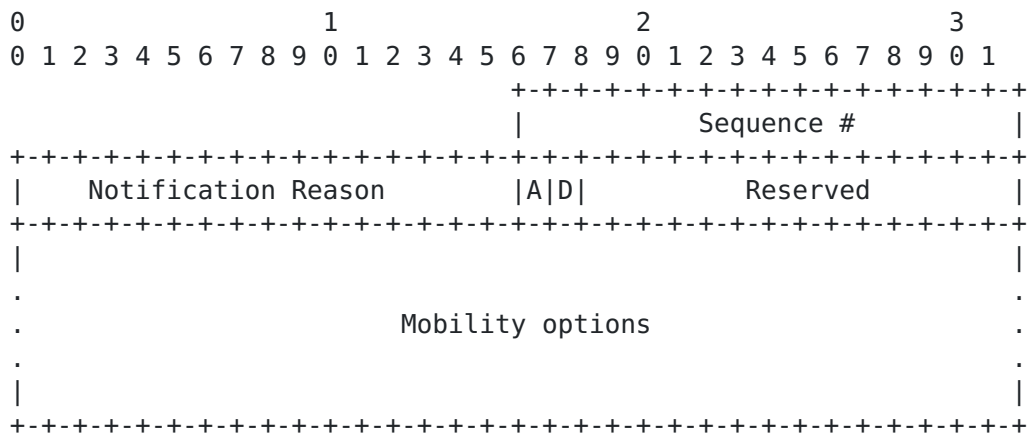 0                   1                   2                   3
0 1 2 3 4 5 6 7 8 9 0 1 2 3 4 5 6 7 8 9 0 1 2 3 4 5 6 7 8 9 0 1
                                +-+-+-+-+-+-+-+-+-+-+-+-+-+-+-+-+
                                |           Sequence #          |
+-+-+-+-+-+-+-+-+-+-+-+-+-+-+-+-+-+-+-+-+-+-+-+-+-+-+-+-+-+-+-+-+
|    Notification Reason        |A|D|          Reserved         |
+-+-+-+-+-+-+-+-+-+-+-+-+-+-+-+-+-+-+-+-+-+-+-+-+-+-+-+-+-+-+-+-+
|                                                               |
.                                                               .
.                        Mobility options                       .
.                                                               .
|                                                               |
+-+-+-+-+-+-+-+-+-+-+-+-+-+-+-+-+-+-+-+-+-+-+-+-+-+-+-+-+-+-+-+-+